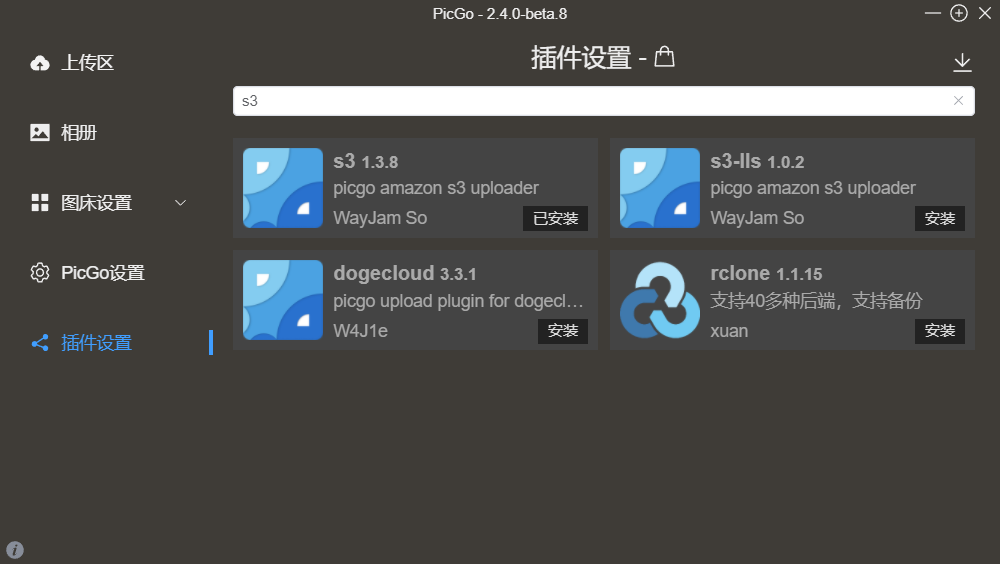 PicGo - 2.4.0-beta.8
上传区
相册
图床设置
PicGo设置
插件设置
插件设置 -
s3
s3 1.3.8
picgo amazon s3 uploader
WayJam So
已安装
s3-lls 1.0.2
picgo amazon s3 uploader
WayJam So
安装
dogecloud 3.3.1
picgo upload plugin for dogecl...
W4J1e
安装
rclone 1.1.15
支持40多种后端，支持备份
xuan
安装